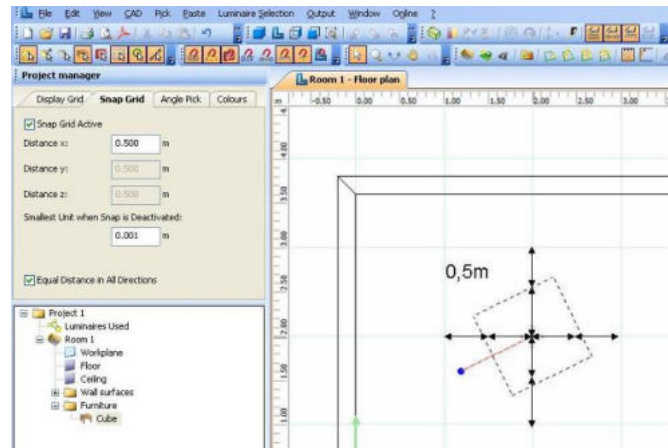 File Edit View CAD Pick Paste Luminaire Selection Output Window Online ?
Project manager
Room 1 - Floor plan
Display Grid Snap Grid Angle Pick Colours
m -0.50 0.00 0.50 1.00 1.50 2.00 2.50 3.00
Snap Grid Active
Distance x: 0.500 m
Distance y: 0.500 m
Distance z: 0.500 m
Smallest Unit when Snap is Deactivated:
0.001 m
Equal Distance in All Directions
4.00
3.50
3.00
2.50
2.00
1.50
1.00
0,5m
Project 1
Luminaires Used
Room 1
Workplane
Floor
Ceiling
Wall surfaces
Furniture
Cube